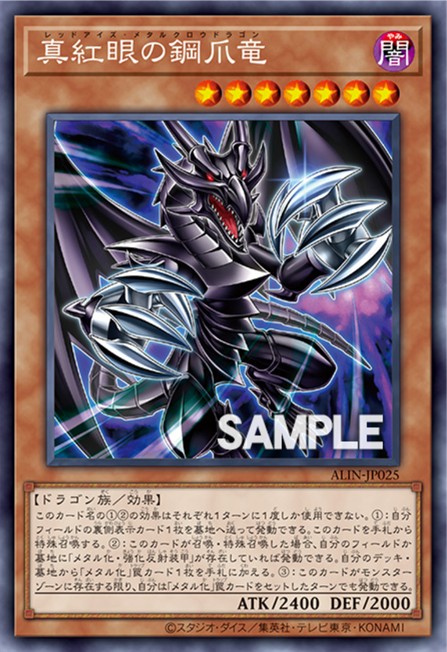 レッドアイズ・メタルクロウドラゴン
真紅眼の鋼爪竜
やみ
闇
SAMPLE
ALIN-JP025
【ドラゴン族／効果】
このカード名の①②の効果はそれぞれ1ターンに1度しか使用できない。①：自分
フィールドの裏側表示カード1枚を墓地へ送って発動できる。このカードを手札から
特殊召喚する。②：このカードが召喚・特殊召喚した場合、自分のフィールドか
墓地に「メタル化・強化反射装甲」が存在していれば発動できる。自分のデッキ・
墓地から「メタル化」罠カード1枚を手札に加える。③：このカードがモンスター
ゾーンに存在する限り、自分は「メタル化」罠カードをセットしたターンでも発動できる。
ATK/2400 DEF/2000
©スタジオ・ダイス／集英社・テレビ東京・KONAMI